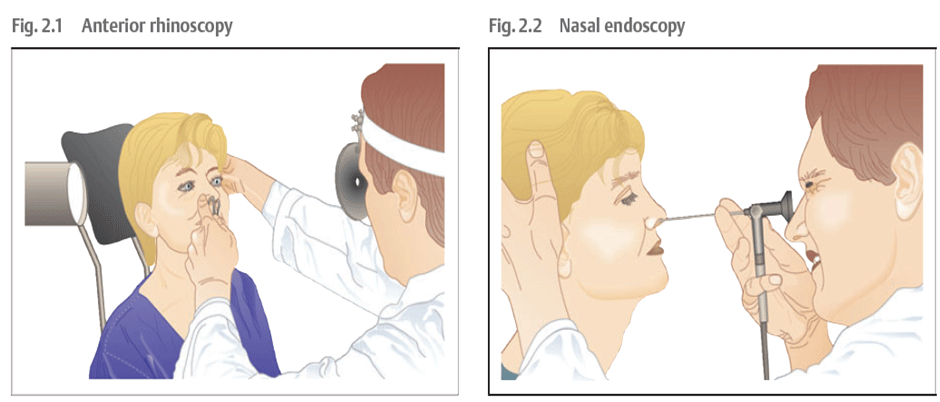 Fig. 2.1 Anterior rhinoscopy
Fig. 2.2 Nasal endoscopy